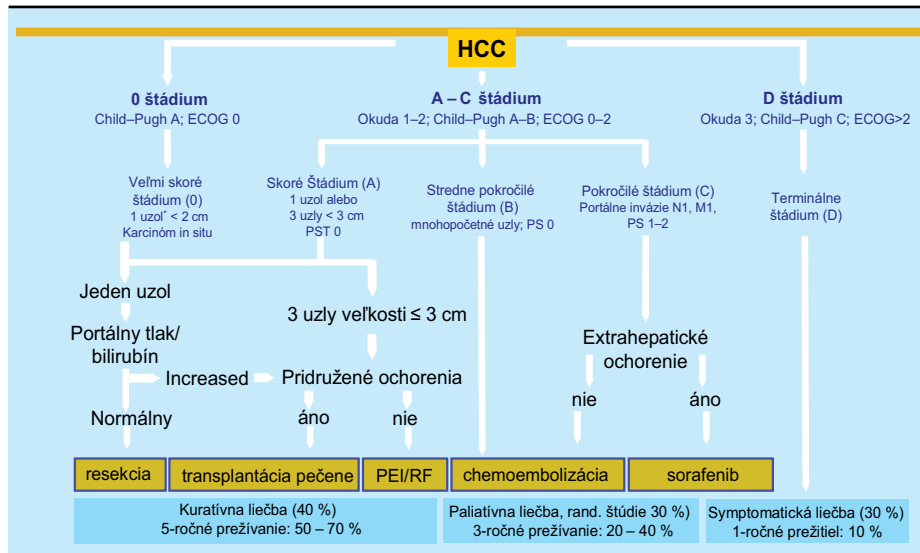 HCC
0 štádium
Child–Pugh A; ECOG 0
A – C štádium
Okuda 1–2; Child–Pugh A–B; ECOG 0–2
D štádium
Okuda 3; Child–Pugh C; ECOG>2
Veľmi skoré
štádium (0)
1 uzol* < 2 cm
Karcinóm in situ
Skoré Štádium (A)
1 uzol alebo
3 uzly < 3 cm
PST 0
Stredne pokročilé
štádium (B)
mnohopočetné uzly; PS 0
Pokročilé štádium (C)
Portálne invázie N1, M1,
PS 1–2
Terminálne
štádium (D)
Jeden uzol
3 uzly veľkosti ≤ 3 cm
Portálny tlak/
bilirubín
Extrahepatické
ochorenie
Increased
Pridružené ochorenia
Normálny
áno
nie
nie
áno
resekcia
transplantácia pečene
PEI/RF
chemoembolizácia
sorafenib
Kuratívna liečba (40 %)
5-ročné prežívanie: 50 – 70 %
Paliatívna liečba, rand. štúdie 30 %)
3-ročné prežívanie: 20 – 40 %
Symptomatická liečba (30 %)
1-ročné prežitieľ: 10 %